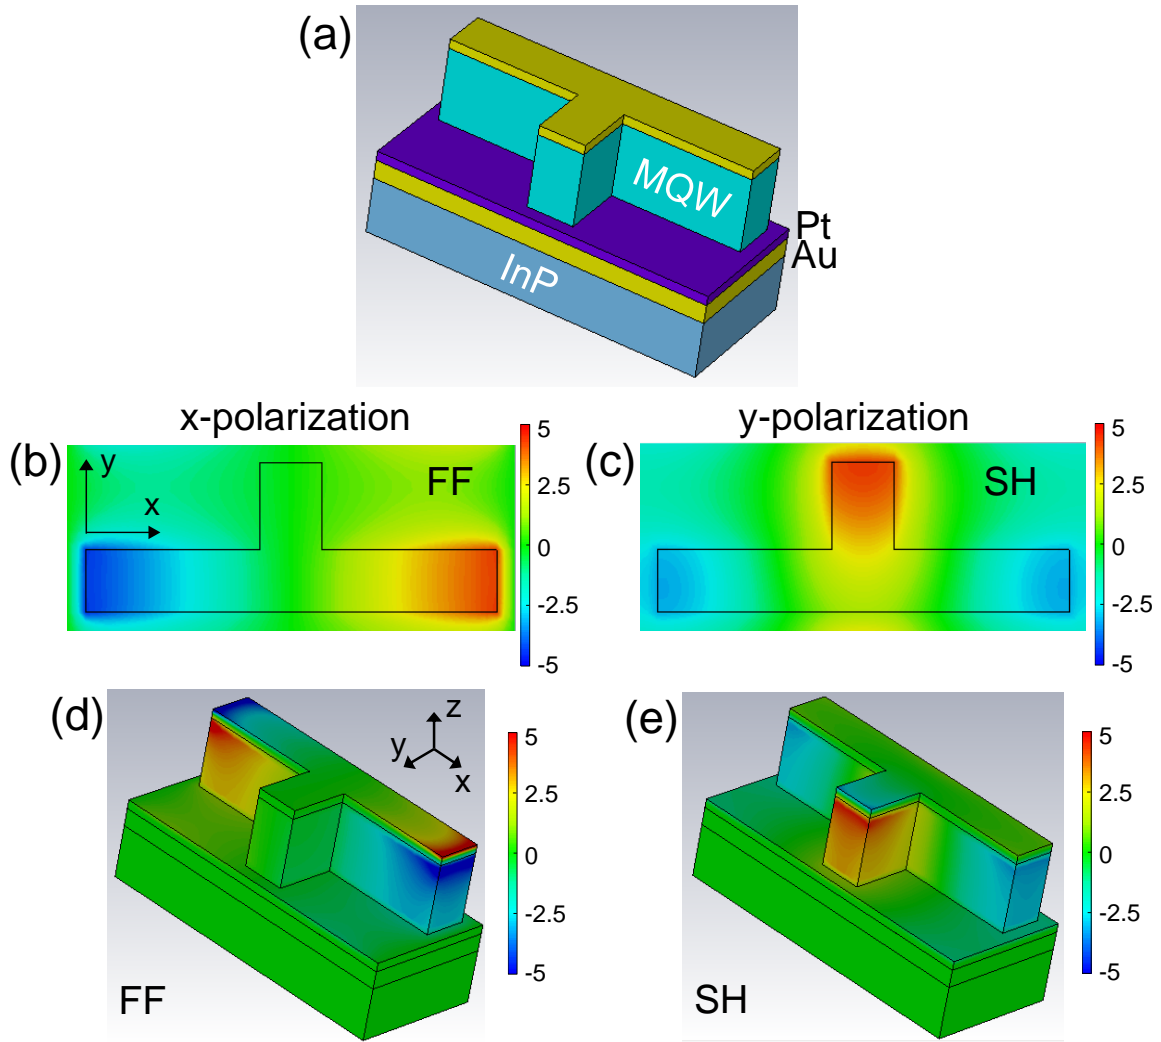 (a)
MQW
Pt
Au
InP
x-polarization
y-polarization
(b)
y
x
FF
5
2.5
0
-2.5
-5
(c)
SH
5
2.5
0
-2.5
-5
(d)
z
y
x
FF
5
2.5
0
-2.5
-5
(e)
SH
5
2.5
0
-2.5
-5